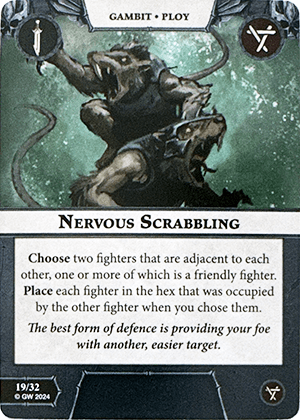 GAMBIT • PLOY
NERVOUS SCRABBLING
Choose two fighters that are adjacent to each
other, one or more of which is a friendly fighter.
Place each fighter in the hex that was occupied
by the other fighter when you chose them.
The best form of defence is providing your foe
with another, easier target.
19/32
© GW 2024